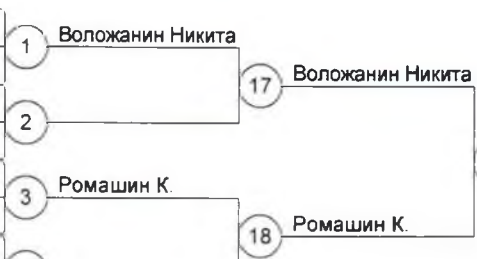 1 Воложанин Никита
17 Воложанин Никита
2
3 Ромашин К.
18 Ромашин К.